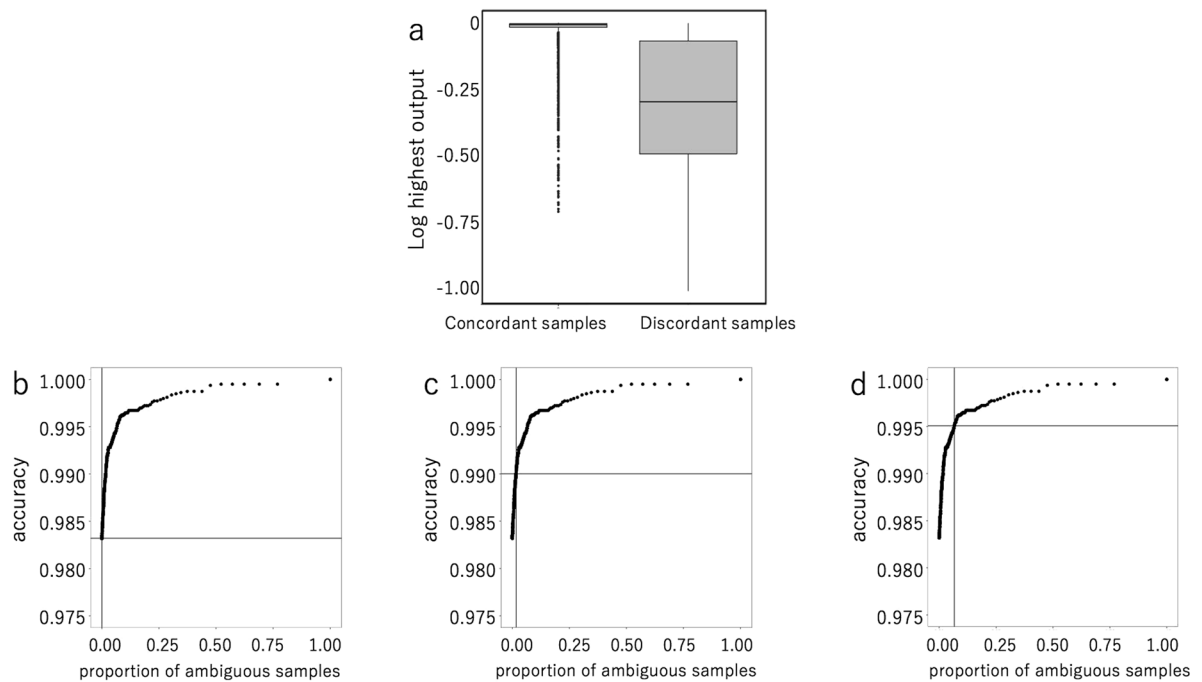 a
Log highest output
0
-0.25
-0.50
-0.75
-1.00
Concordant samples
Discordant samples
b
accuracy
1.000
0.995
0.990
0.985
0.980
0.975
0.00 0.25 0.50 0.75 1.00
proportion of ambiguous samples
c
accuracy
1.000
0.995
0.990
0.985
0.980
0.975
0.00 0.25 0.50 0.75 1.00
proportion of ambiguous samples
d
accuracy
1.000
0.995
0.990
0.985
0.980
0.975
0.00 0.25 0.50 0.75 1.00
proportion of ambiguous samples